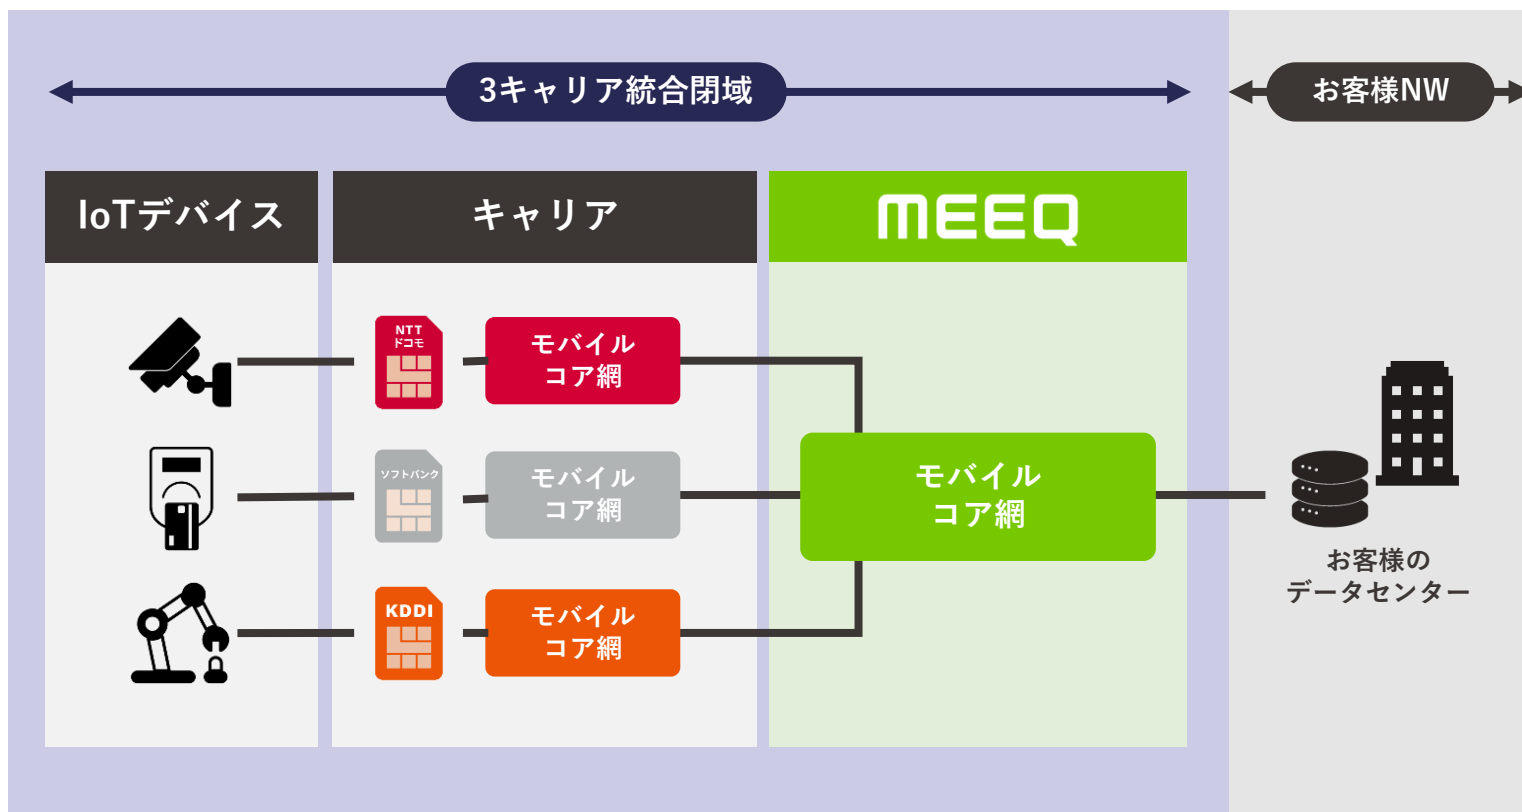 3キャリア統合閉域
お客様NW
IoTデバイス
キャリア
MEEQ
NTT
ドコモ
モバイル
コア網
ソフトバンク
モバイル
コア網
KDDI
モバイル
コア網
モバイル
コア網
お客様の
データセンター